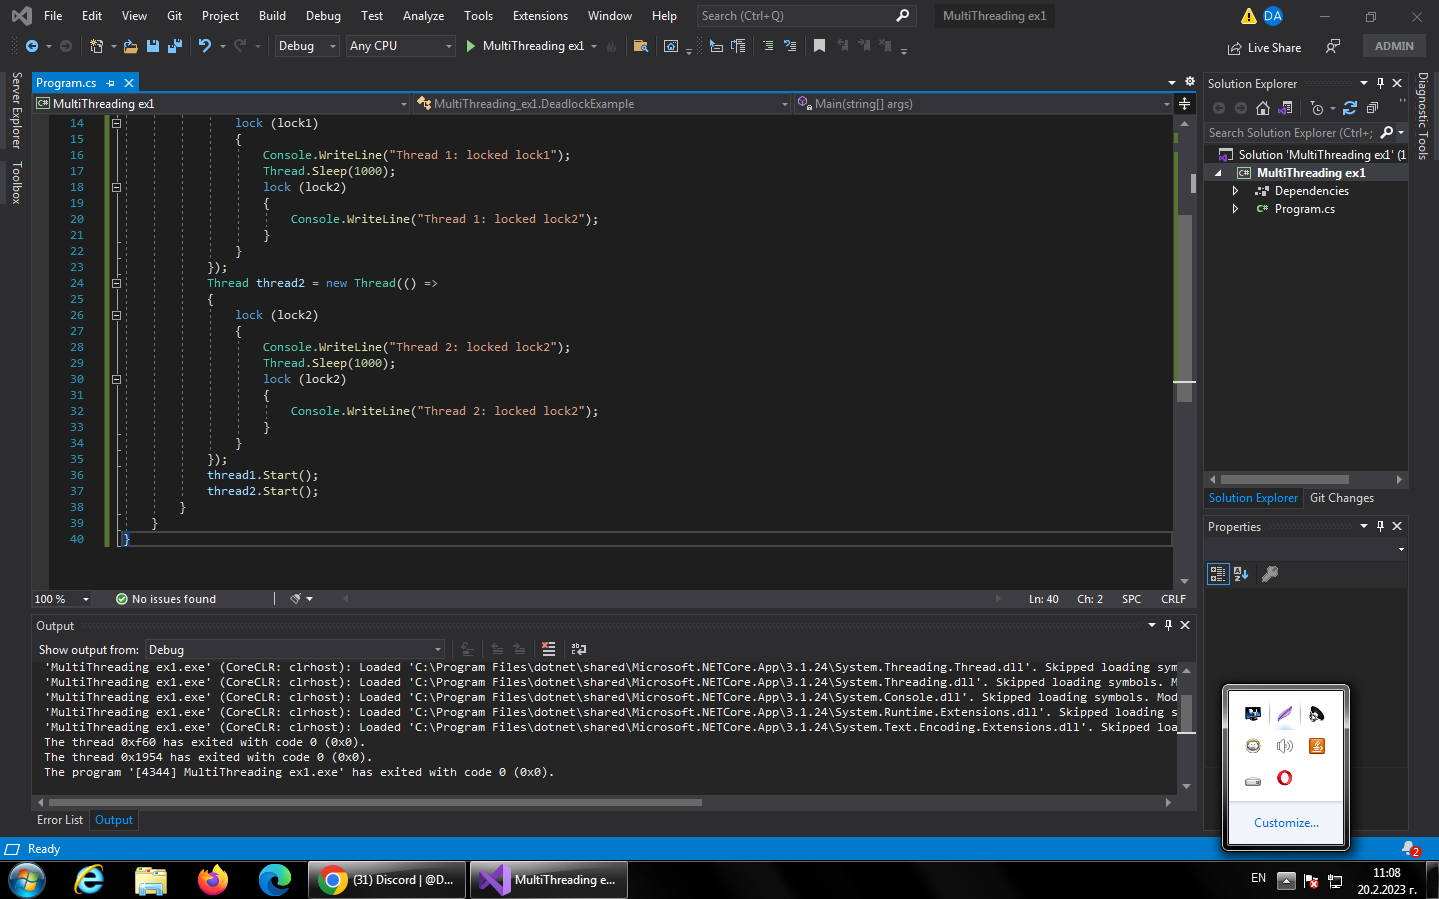 File Edit View Git Project Build Debug Test Analyze Tools Extensions Window Help Search (Ctrl+Q) MultiThreading ex1 DA
Debug Any CPU MultiThreading ex1 Live Share ADMIN
Server Explorer
Toolbox
Program.cs
C# MultiThreading ex1 MultiThreading_ex1.DeadlockExample Main(string[] args)
14 lock (lock1)
15 {
16 Console.WriteLine("Thread 1: locked lock1");
17 Thread.Sleep(1000);
18 lock (lock2)
19 {
20 Console.WriteLine("Thread 1: locked lock2");
21 }
22 }
23 });
24 Thread thread2 = new Thread(() =>
25 {
26 lock (lock2)
27 {
28 Console.WriteLine("Thread 2: locked lock2");
29 Thread.Sleep(1000);
30 lock (lock2)
31 {
32 Console.WriteLine("Thread 2: locked lock2");
33 }
34 }
35 });
36 thread1.Start();
37 thread2.Start();
38 }
39 }
40 }
100 % No issues found Ln: 40 Ch: 2 SPC CRLF
Output
Show output from: Debug
'MultiThreading ex1.exe' (CoreCLR: clrhost): Loaded 'C:\Program Files\dotnet\shared\Microsoft.NETCore.App\3.1.24\System.Threading.Thread.dll'. Skipped loading sym
'MultiThreading ex1.exe' (CoreCLR: clrhost): Loaded 'C:\Program Files\dotnet\shared\Microsoft.NETCore.App\3.1.24\System.Threading.dll'. Skipped loading symbols. M
'MultiThreading ex1.exe' (CoreCLR: clrhost): Loaded 'C:\Program Files\dotnet\shared\Microsoft.NETCore.App\3.1.24\System.Console.dll'. Skipped loading symbols. Mod
'MultiThreading ex1.exe' (CoreCLR: clrhost): Loaded 'C:\Program Files\dotnet\shared\Microsoft.NETCore.App\3.1.24\System.Runtime.Extensions.dll'. Skipped loading s
'MultiThreading ex1.exe' (CoreCLR: clrhost): Loaded 'C:\Program Files\dotnet\shared\Microsoft.NETCore.App\3.1.24\System.Text.Encoding.Extensions.dll'. Skipped loa
The thread 0xf60 has exited with code 0 (0x0).
The thread 0x1954 has exited with code 0 (0x0).
The program '[4344] MultiThreading ex1.exe' has exited with code 0 (0x0).
Error List Output
Solution Explorer
Search Solution Explorer (Ctrl+;
Solution 'MultiThreading ex1' (1
C# MultiThreading ex1
Dependencies
C# Program.cs
Solution Explorer Git Changes
Properties
Diagnostic Tools
Customize...
Ready 2
(31) Discord | @D... MultiThreading e... EN 11:08
20.2.2023 г.